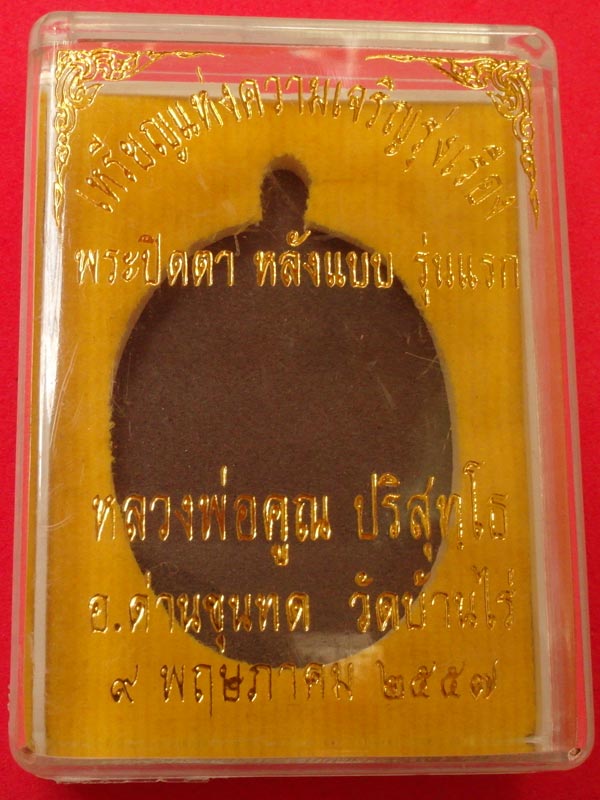 เหรียญแห่งความเจริญรุ่งเรือง
พระปิดตา หลังแบบ รุ่นแรก
หลวงพ่อคูณ ปริสุทฺโธ
อ.ด่านขุนทด วัดบ้านไร่
๙ พฤษภาคม ๒๕๕๗